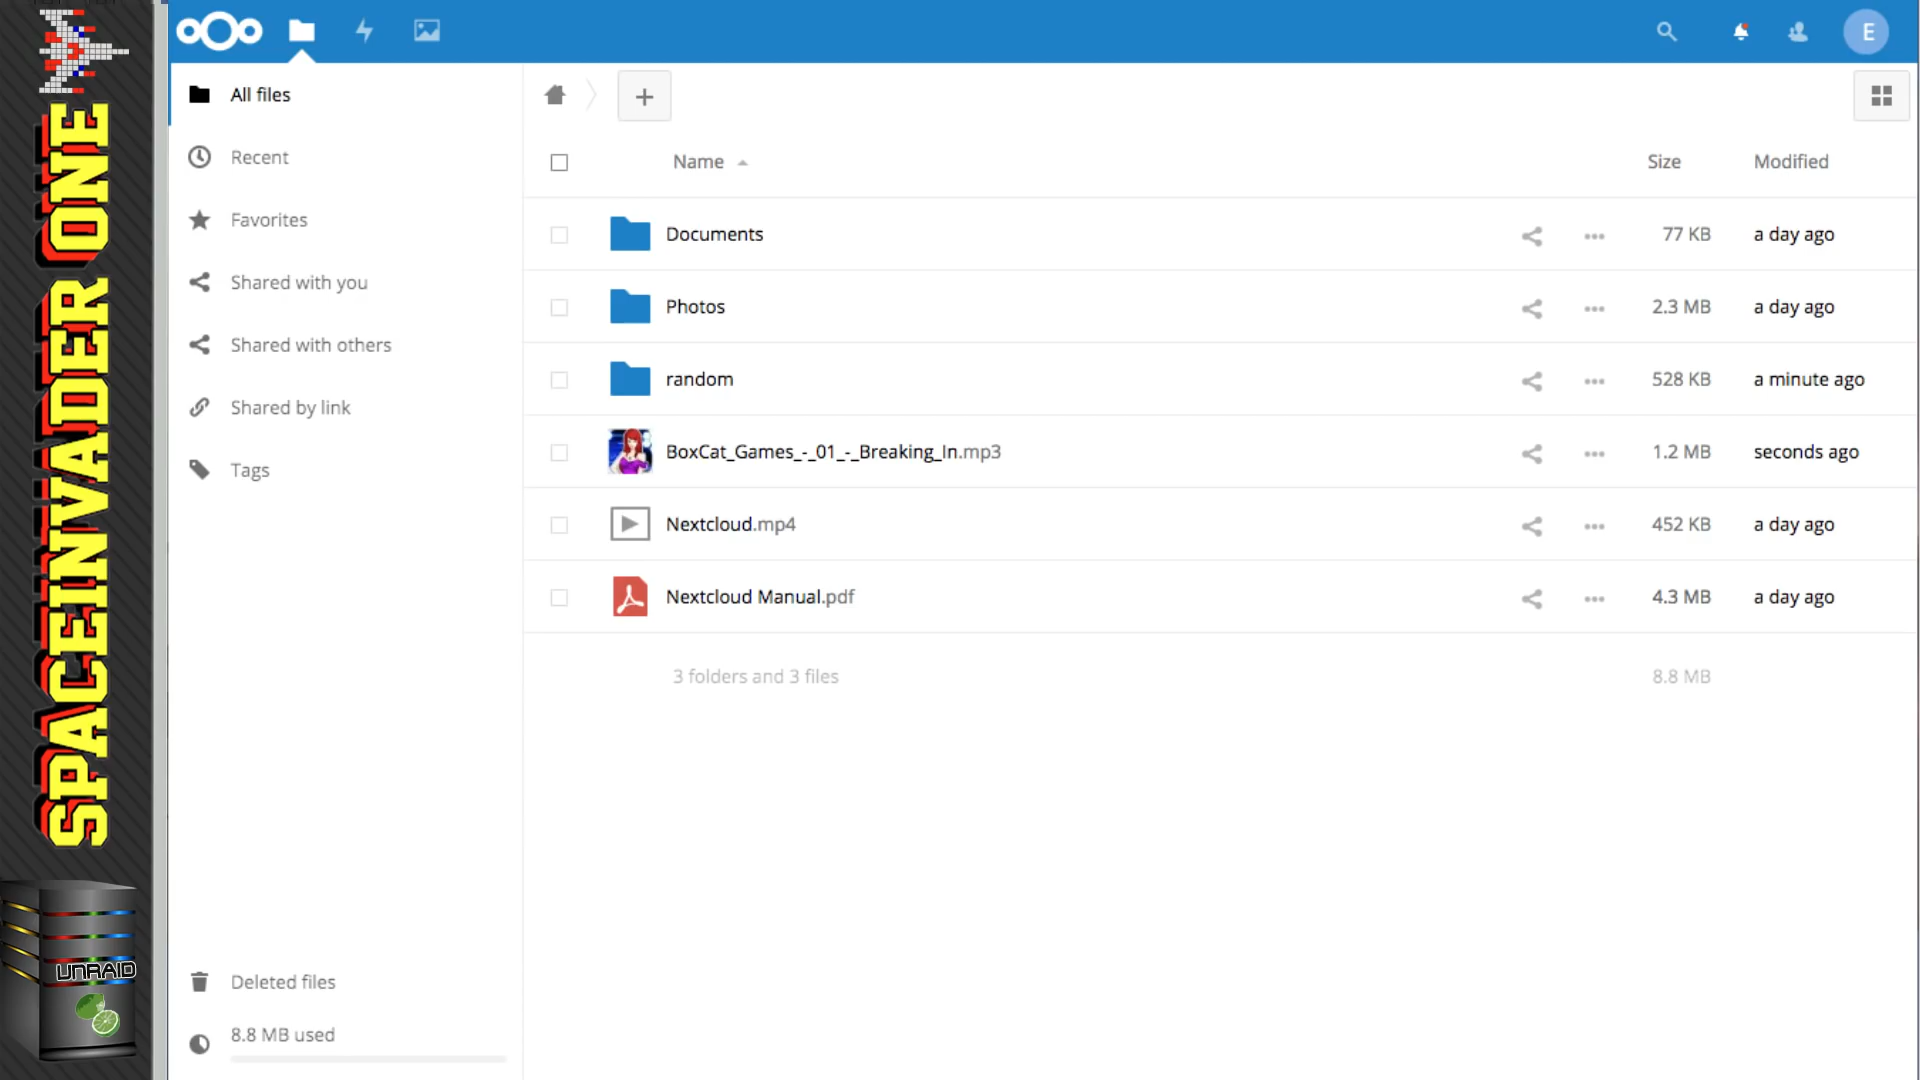 SPACEINVADER ONE
UNRAID
E
All files
Recent
Favorites
Shared with you
Shared with others
Shared by link
Tags
Deleted files
8.8 MB used
+
Name Size Modified
Documents 77 KB a day ago
Photos 2.3 MB a day ago
random 528 KB a minute ago
BoxCat_Games_-_01_-_Breaking_In.mp3 1.2 MB seconds ago
Nextcloud.mp4 452 KB a day ago
Nextcloud Manual.pdf 4.3 MB a day ago
3 folders and 3 files 8.8 MB